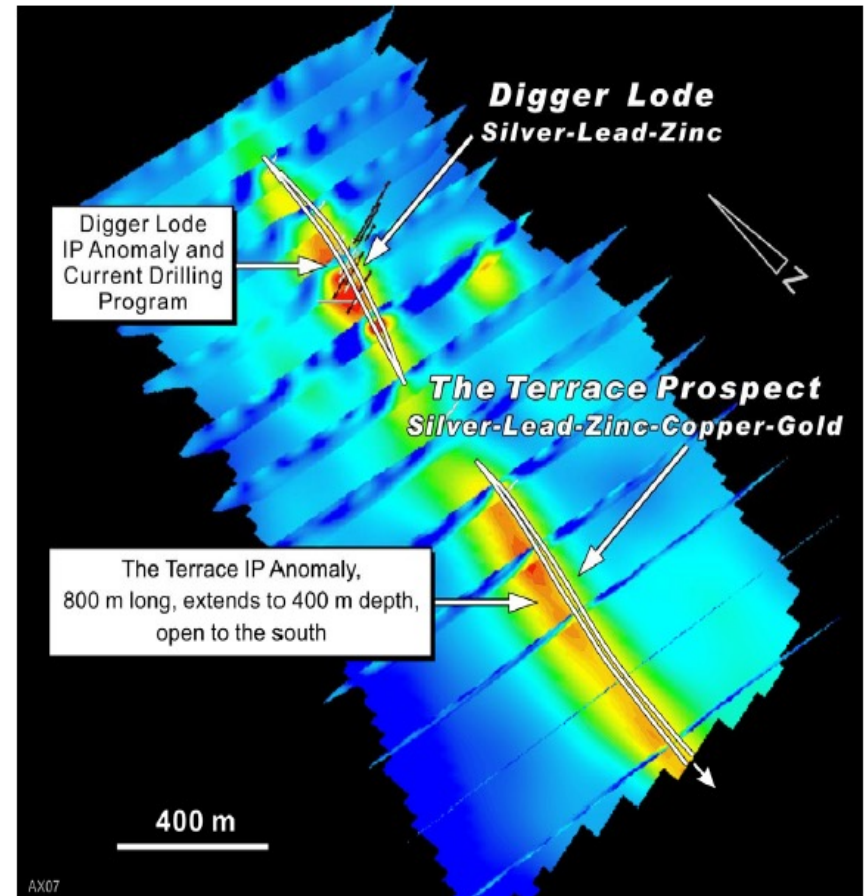 Digger Lode
Silver-Lead-Zinc
Digger Lode
IP Anomaly and
Current Drilling
Program
N
The Terrace Prospect
Silver-Lead-Zinc-Copper-Gold
The Terrace IP Anomaly,
800 m long, extends to 400 m depth,
open to the south
400 m
AX07